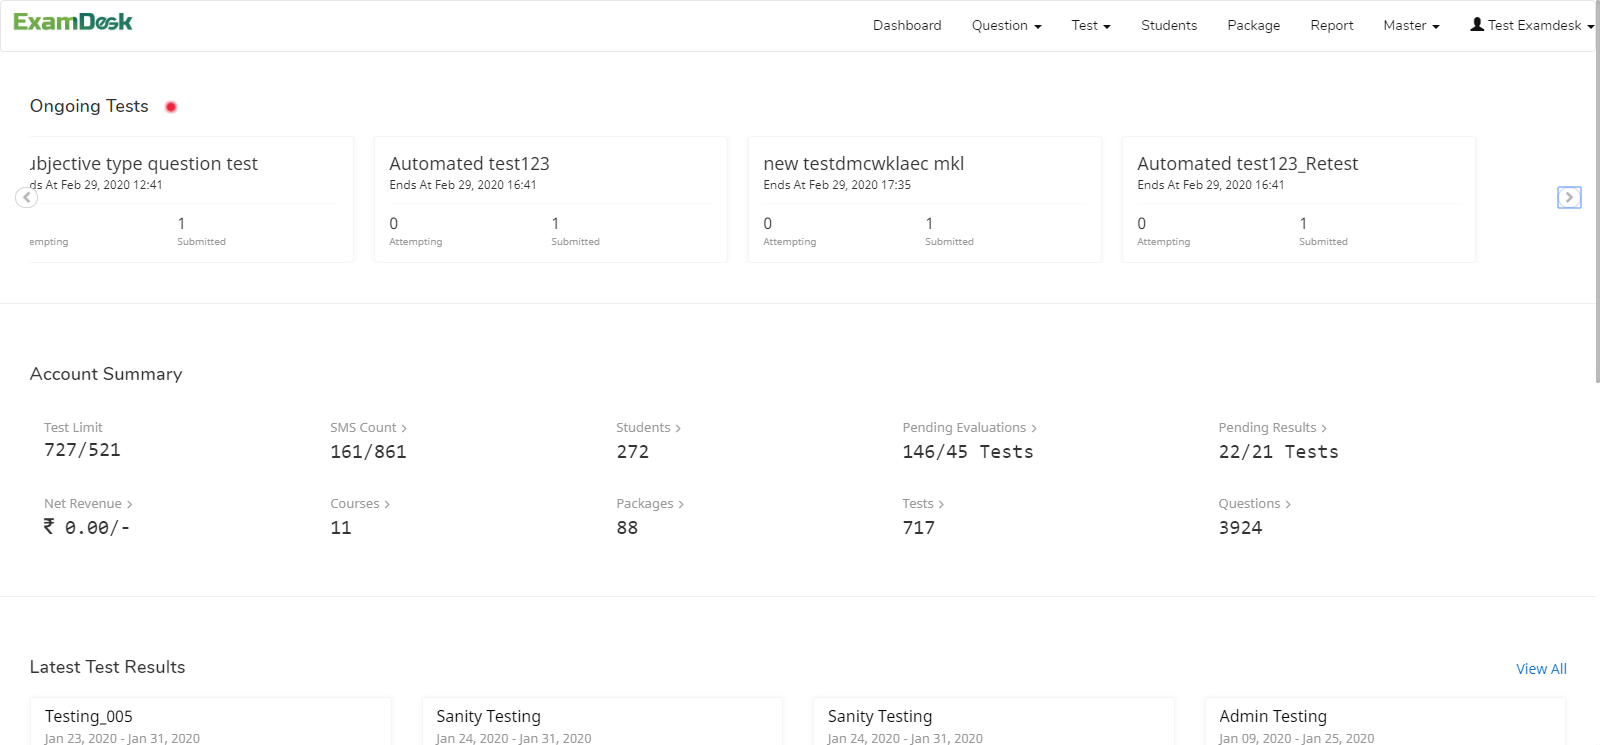 ExamDesk
Dashboard Question Test Students Package Report Master Test Examdesk
Ongoing Tests
ubjective type question test
ds At Feb 29, 2020 12:41
1
empting Submitted
Automated test123
Ends At Feb 29, 2020 16:41
0 1
Attempting Submitted
new testdmcwklaec mkl
Ends At Feb 29, 2020 17:35
0 1
Attempting Submitted
Automated test123_Retest
Ends At Feb 29, 2020 16:41
0 1
Attempting Submitted
Account Summary
Test Limit
727/521
SMS Count
161/861
Students
272
Pending Evaluations
146/45 Tests
Pending Results
22/21 Tests
Net Revenue
₹ 0.00/-
Courses
11
Packages
88
Tests
717
Questions
3924
Latest Test Results
View All
Testing_005
Jan 23, 2020 - Jan 31, 2020
Sanity Testing
Jan 24, 2020 - Jan 31, 2020
Sanity Testing
Jan 24, 2020 - Jan 31, 2020
Admin Testing
Jan 09, 2020 - Jan 25, 2020